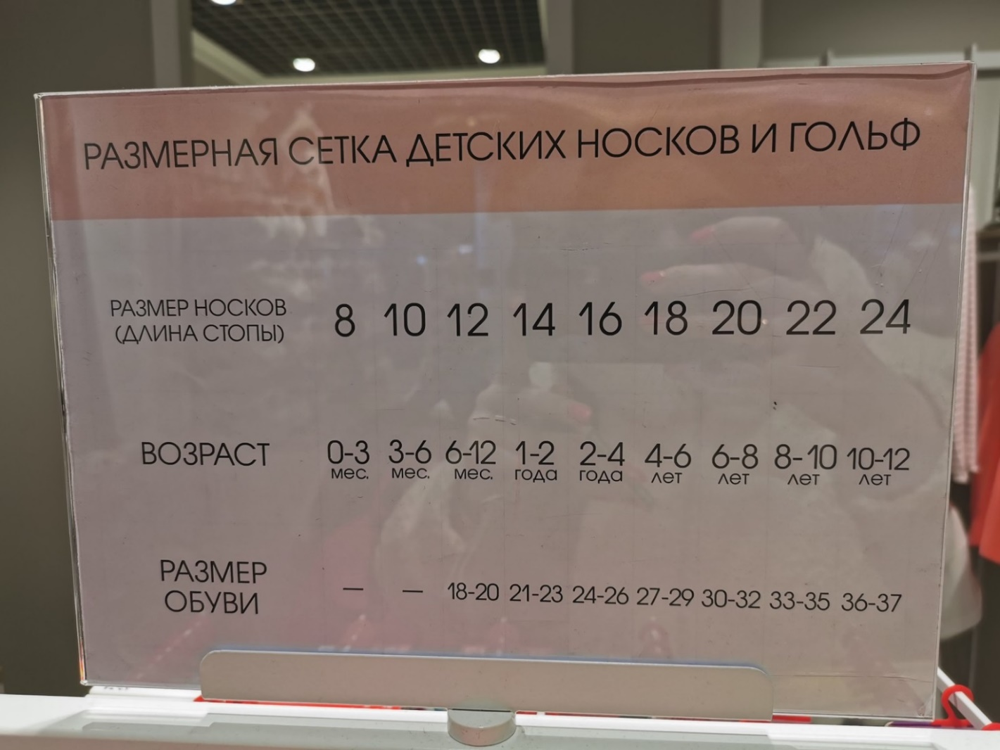 РАЗМЕРНАЯ СЕТКА ДЕТСКИХ НОСКОВ И ГОЛЬФ
РАЗМЕР НОСКОВ
(ДЛИНА СТОПЫ)
8 10 12 14 16 18 20 22 24
ВОЗРАСТ
0-3 3-6 6-12 1-2 2-4 4-6 6-8 8-10 10-12
мес. мес. мес. года года лет лет лет лет
РАЗМЕР
ОБУВИ
— — 18-20 21-23 24-26 27-29 30-32 33-35 36-37